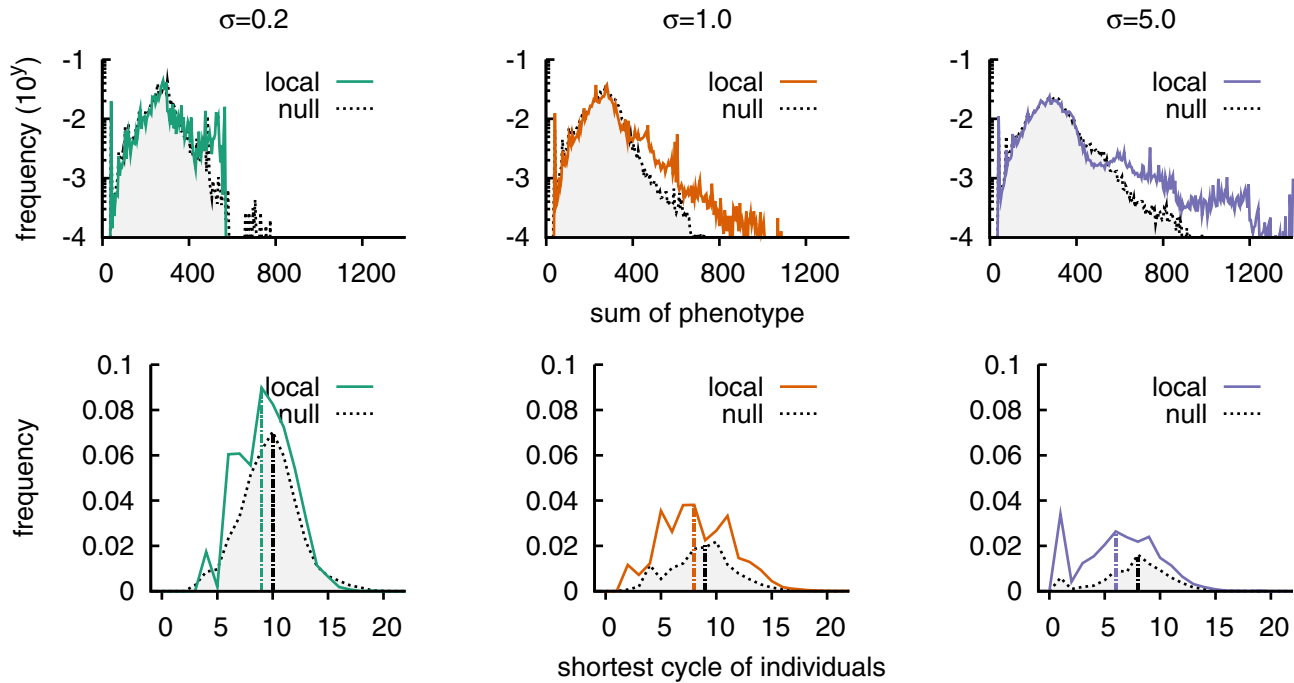 σ=0.2 σ=1.0 σ=5.0
frequency (10^y)
-1 -2 -3 -4
local
null
0 400 800 1200
-1 -2 -3 -4
local
null
0 400 800 1200
-1 -2 -3 -4
local
null
0 400 800 1200
sum of phenotype
frequency
0.1 0.08 0.06 0.04 0.02 0
local
null
0 5 10 15 20
0.1 0.08 0.06 0.04 0.02 0
local
null
0 5 10 15 20
0.1 0.08 0.06 0.04 0.02 0
local
null
0 5 10 15 20
shortest cycle of individuals